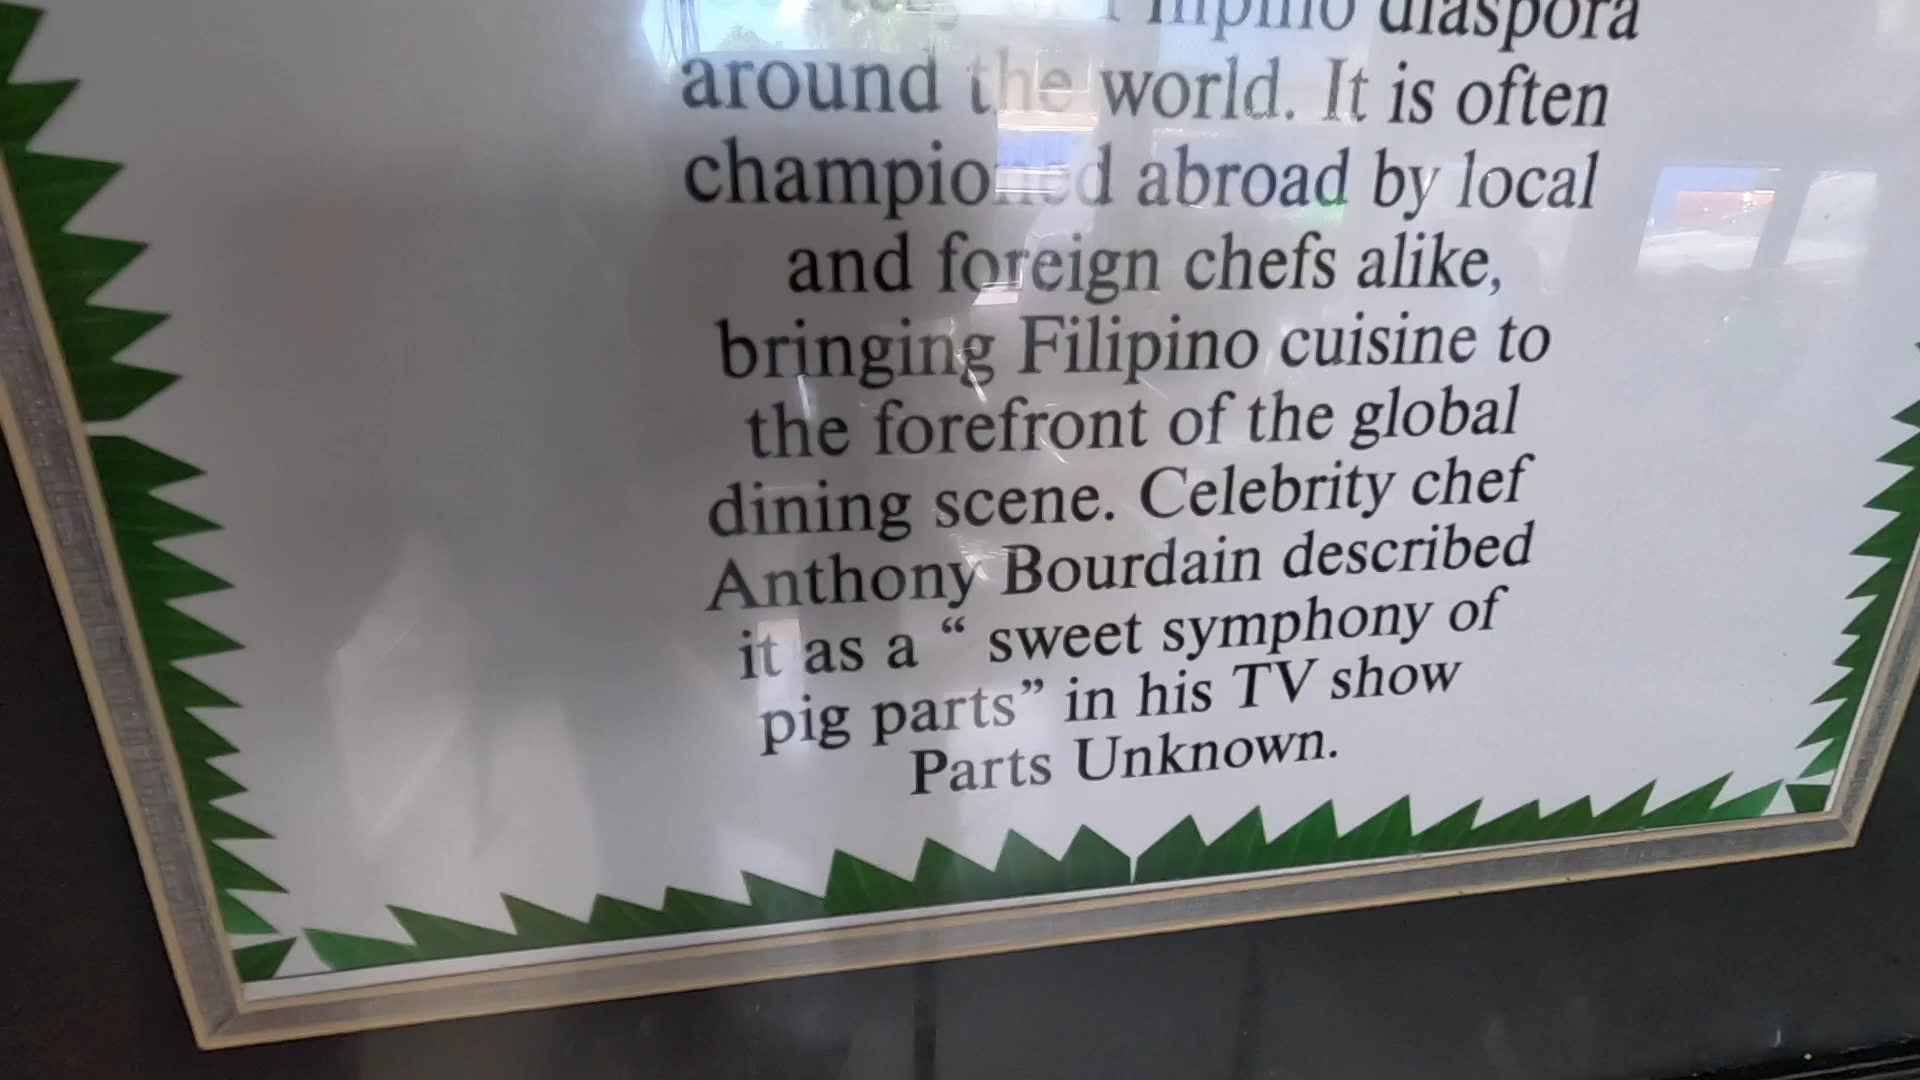 Filipino diaspora
around the world. It is often
championed abroad by local
and foreign chefs alike,
bringing Filipino cuisine to
the forefront of the global
dining scene. Celebrity chef
Anthony Bourdain described
it as a “ sweet symphony of
pig parts” in his TV show
Parts Unknown.